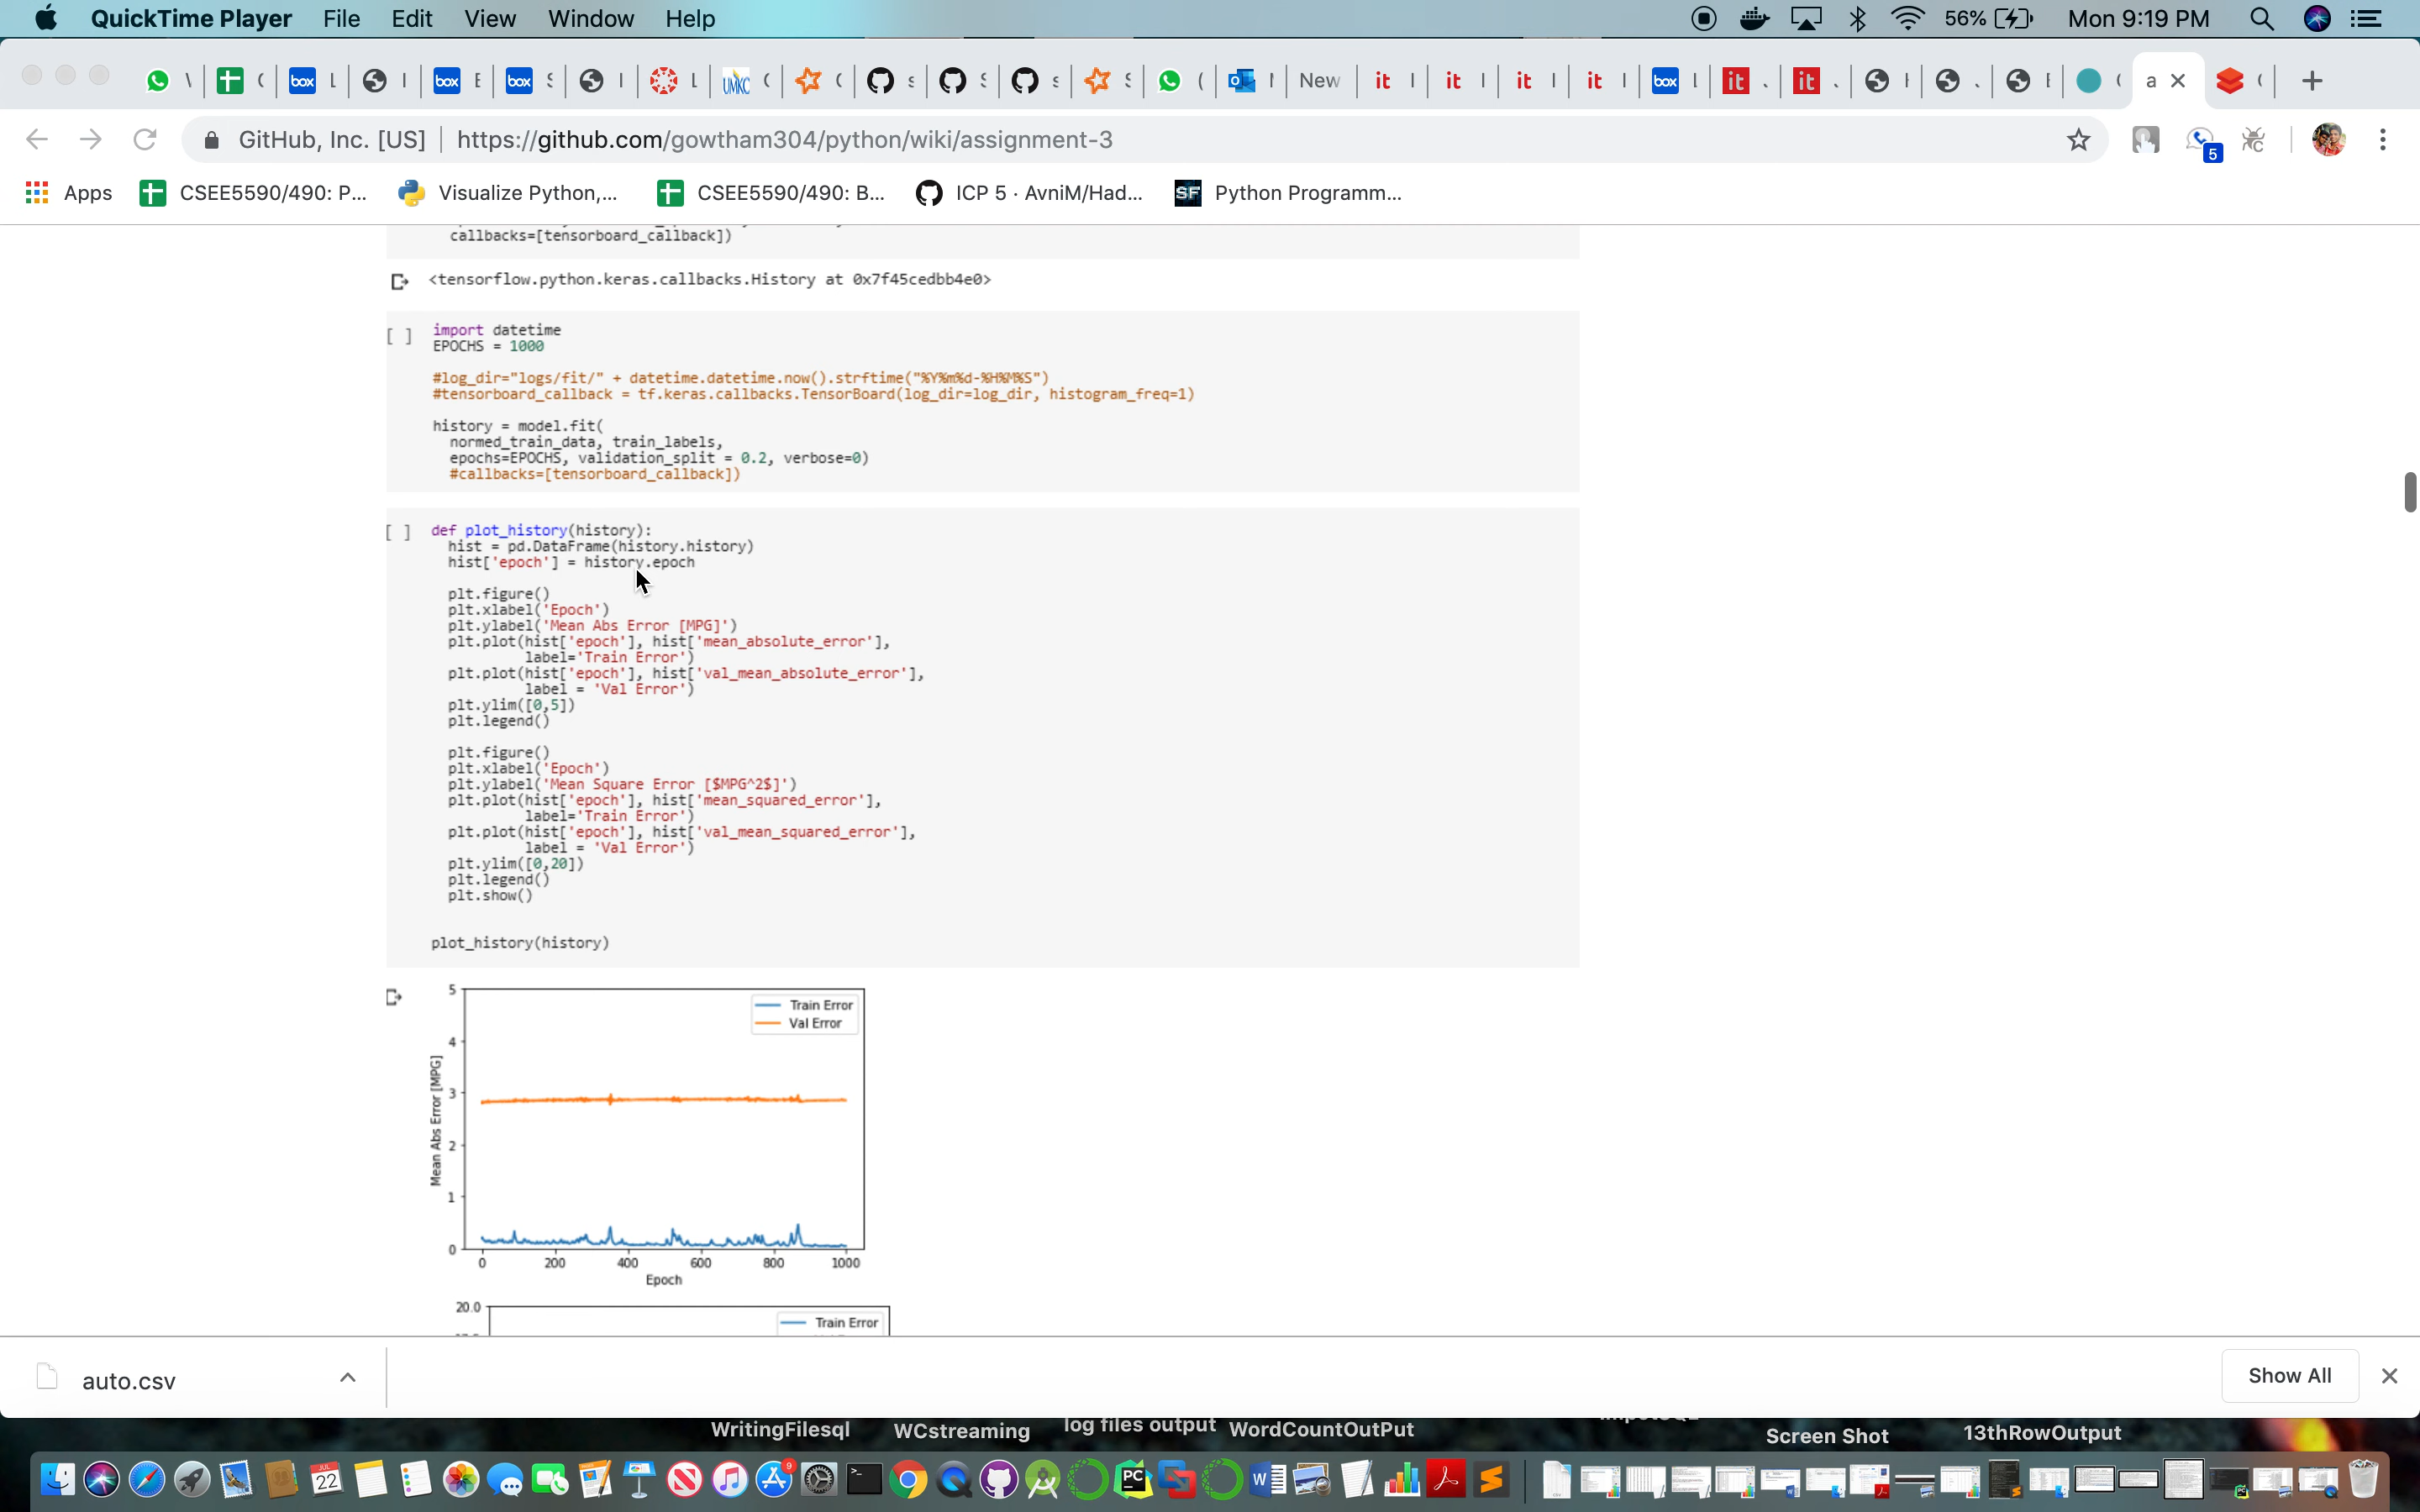 QuickTime Player File Edit View Window Help 56% Mon 9:19 PM
New
a
GitHub, Inc. [US] https://github.com/gowtham304/python/wiki/assignment-3
5
Apps CSEE5590/490: P... Visualize Python,... CSEE5590/490: B... ICP 5 · AvniM/Had... SF Python Programm...
callbacks=[tensorboard_callback])
<tensorflow.python.keras.callbacks.History at 0x7f45cedbb4e0>
[ ] import datetime
EPOCHS = 1000
#log_dir="logs/fit/" + datetime.datetime.now().strftime("%Y%m%d-%H%M%S")
#tensorboard_callback = tf.keras.callbacks.TensorBoard(log_dir=log_dir, histogram_freq=1)
history = model.fit(
normed_train_data, train_labels,
epochs=EPOCHS, validation_split = 0.2, verbose=0)
#callbacks=[tensorboard_callback])
[ ] def plot_history(history):
hist = pd.DataFrame(history.history)
hist['epoch'] = history.epoch
plt.figure()
plt.xlabel('Epoch')
plt.ylabel('Mean Abs Error [MPG]')
plt.plot(hist['epoch'], hist['mean_absolute_error'],
label='Train Error')
plt.plot(hist['epoch'], hist['val_mean_absolute_error'],
label = 'Val Error')
plt.ylim([0,5])
plt.legend()
plt.figure()
plt.xlabel('Epoch')
plt.ylabel('Mean Square Error [$MPG^2$]')
plt.plot(hist['epoch'], hist['mean_squared_error'],
label='Train Error')
plt.plot(hist['epoch'], hist['val_mean_squared_error'],
label = 'Val Error')
plt.ylim([0,20])
plt.legend()
plt.show()
plot_history(history)
5
Train Error
Val Error
4
3
2
1
0
Mean Abs Error [MPG]
0 200 400 600 800 1000
Epoch
20.0
Train Error
auto.csv
Show All
WritingFilesql WCstreaming log files output WordCountOutPut Screen Shot 13thRowOutput